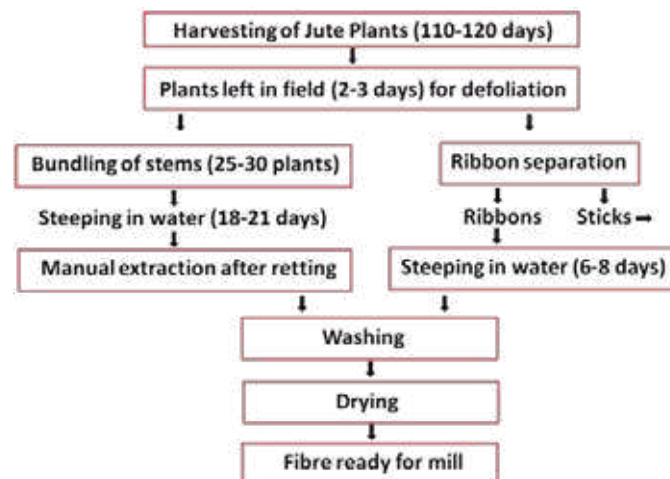 Harvesting of Jute Plants (110-120 days)
Plants left in field (2-3 days) for defoliation
Bundling of stems (25-30 plants)
Ribbon separation
Steeping in water (18-21 days)
Ribbons
Sticks
Manual extraction after retting
Steeping in water (6-8 days)
Washing
Drying
Fibre ready for mill